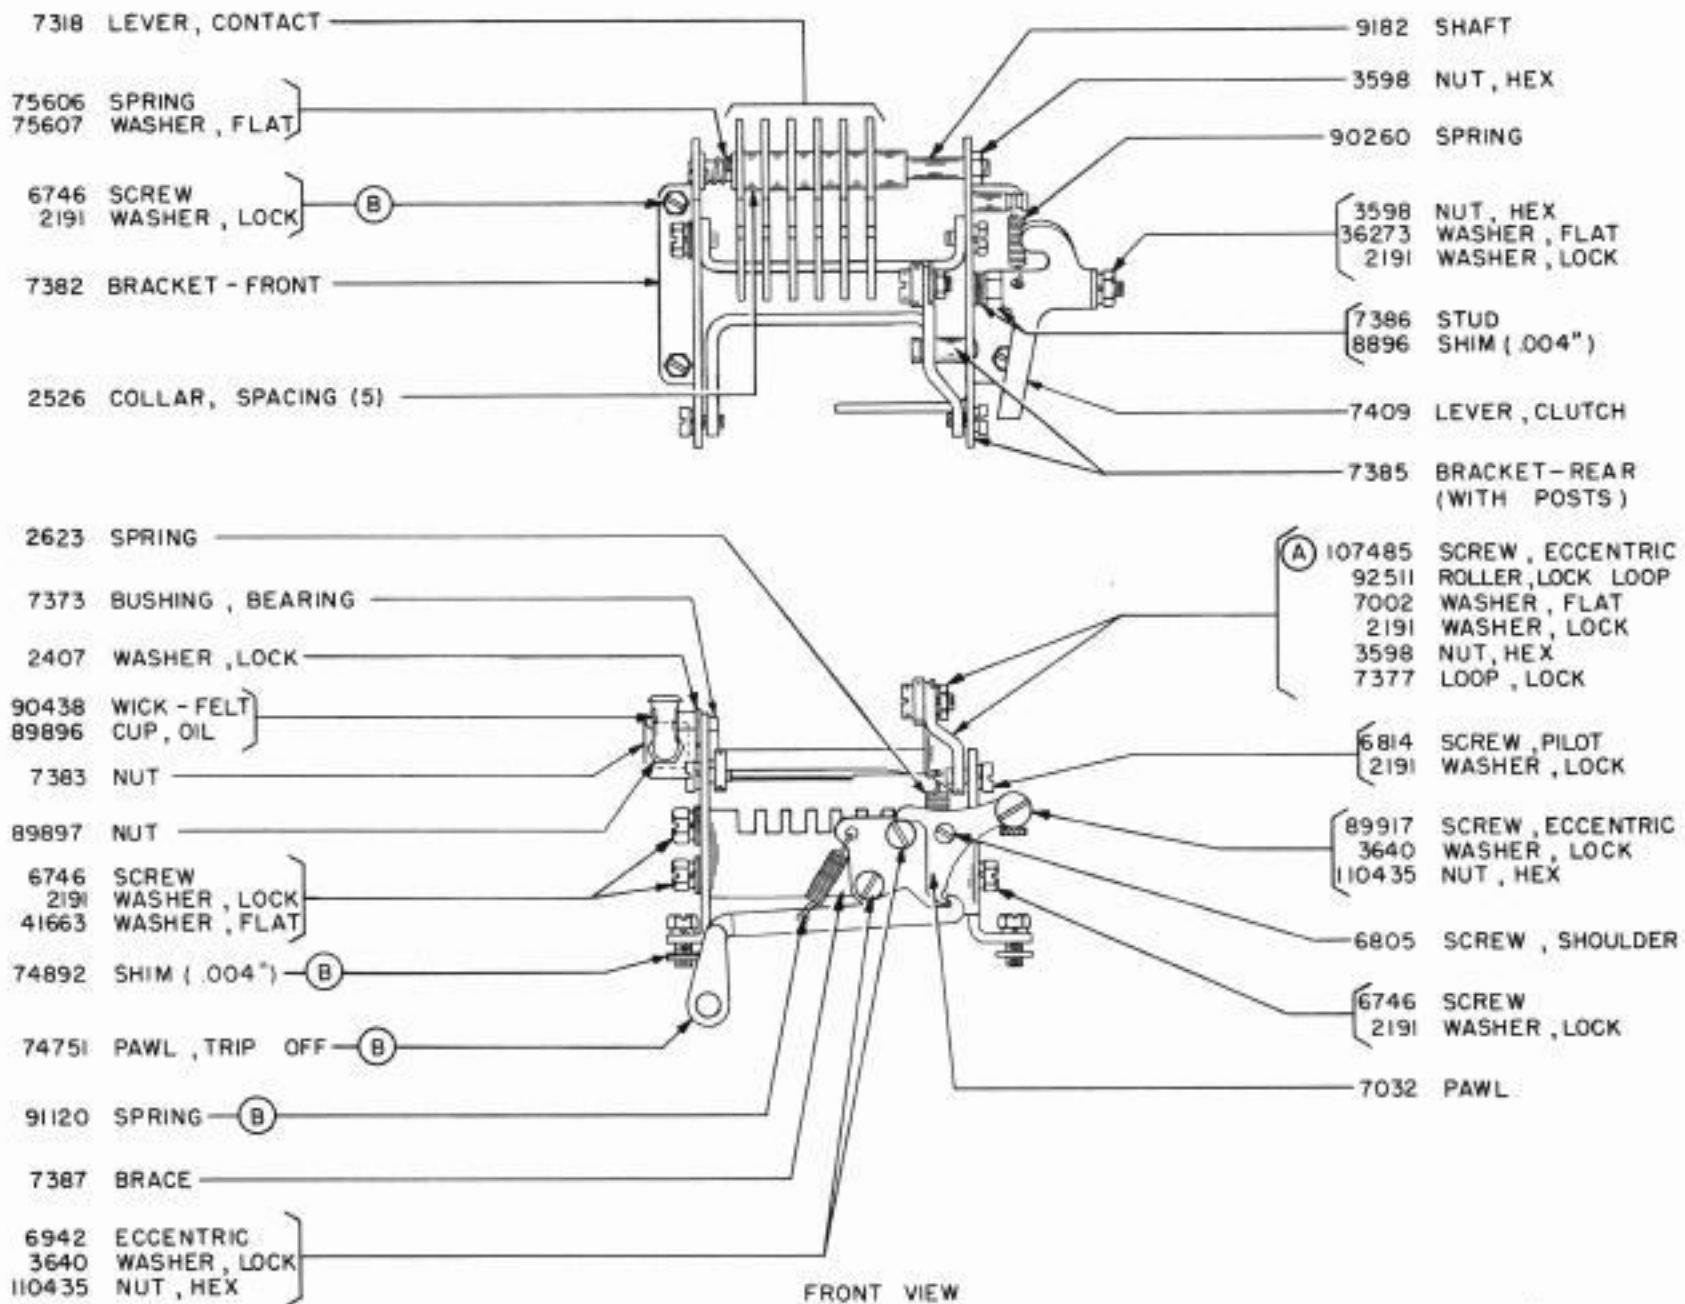 7318 LEVER, CONTACT
75606 SPRING
75607 WASHER, FLAT
6746 SCREW
2191 WASHER, LOCK
B
7382 BRACKET - FRONT
2526 COLLAR, SPACING (5)
9182 SHAFT
3598 NUT, HEX
90260 SPRING
3598 NUT, HEX
36273 WASHER, FLAT
2191 WASHER, LOCK
7386 STUD
8896 SHIM (.004")
7409 LEVER, CLUTCH
7385 BRACKET-REAR
(WITH POSTS)
2623 SPRING
7373 BUSHING, BEARING
2407 WASHER, LOCK
90438 WICK - FELT
89896 CUP, OIL
7383 NUT
89897 NUT
6746 SCREW
2191 WASHER, LOCK
41663 WASHER, FLAT
74892 SHIM (.004") B
74751 PAWL, TRIP OFF B
91120 SPRING B
7387 BRACE
6942 ECCENTRIC
3640 WASHER, LOCK
110435 NUT, HEX
A 107485 SCREW, ECCENTRIC
92511 ROLLER, LOCK LOOP
7002 WASHER, FLAT
2191 WASHER, LOCK
3598 NUT, HEX
7377 LOOP, LOCK
6814 SCREW, PILOT
2191 WASHER, LOCK
89917 SCREW, ECCENTRIC
3640 WASHER, LOCK
110435 NUT, HEX
6805 SCREW, SHOULDER
6746 SCREW
2191 WASHER, LOCK
7032 PAWL
FRONT VIEW